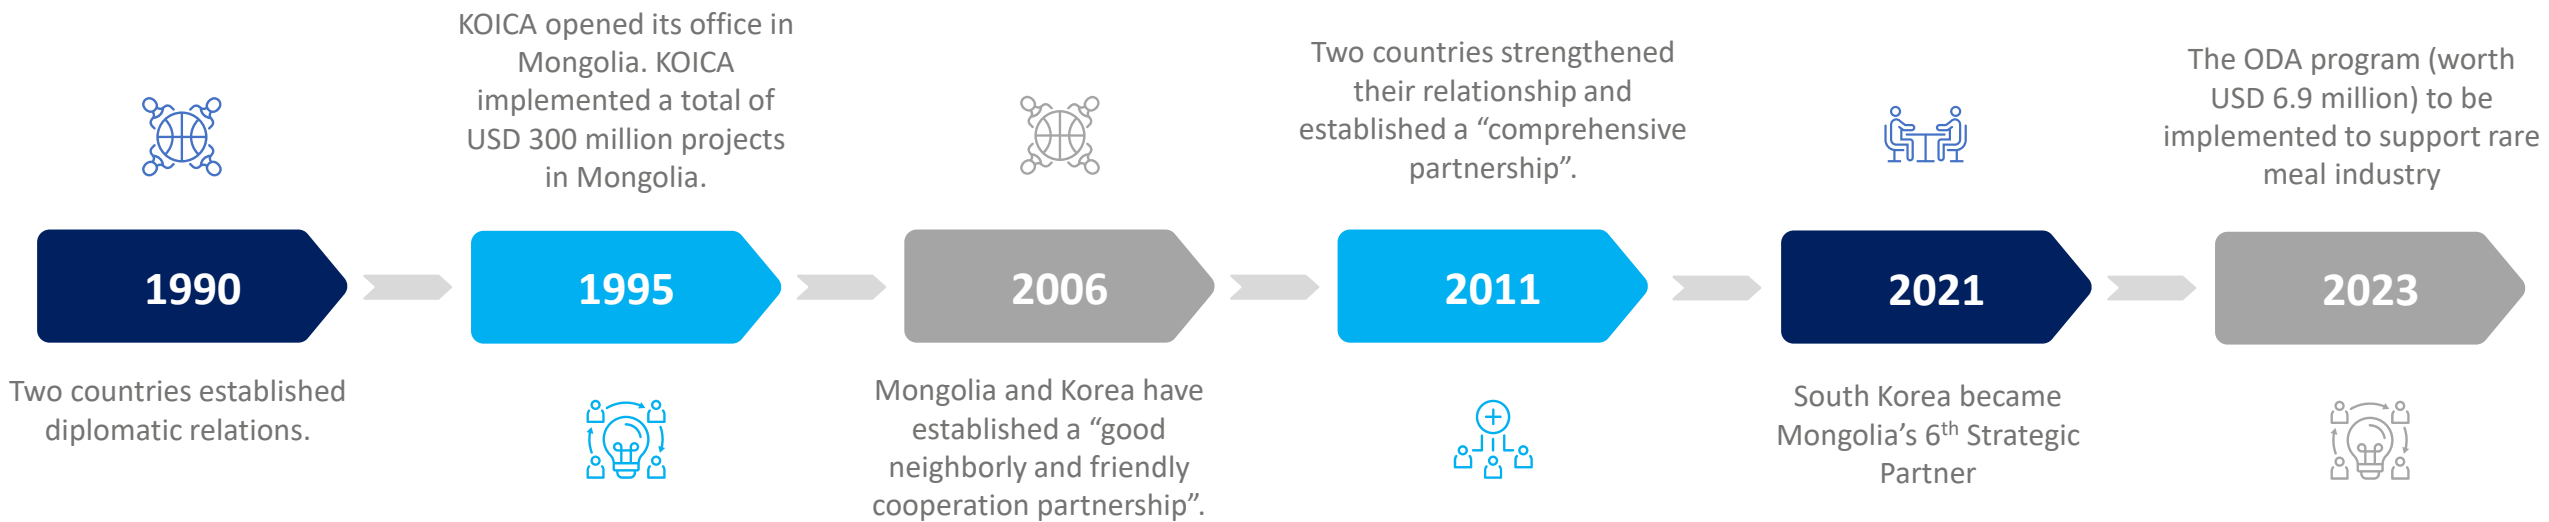 1990
Two countries established
diplomatic relations.
KOICA opened its office in
Mongolia. KOICA
implemented a total of
USD 300 million projects
in Mongolia.
1995
2006
Mongolia and Korea have
established a “good
neighborly and friendly
cooperation partnership”.
Two countries strengthened
their relationship and
established a “comprehensive
partnership”.
2011
2021
South Korea became
Mongolia’s 6th Strategic
Partner
The ODA program (worth
USD 6.9 million) to be
implemented to support rare
meal industry
2023